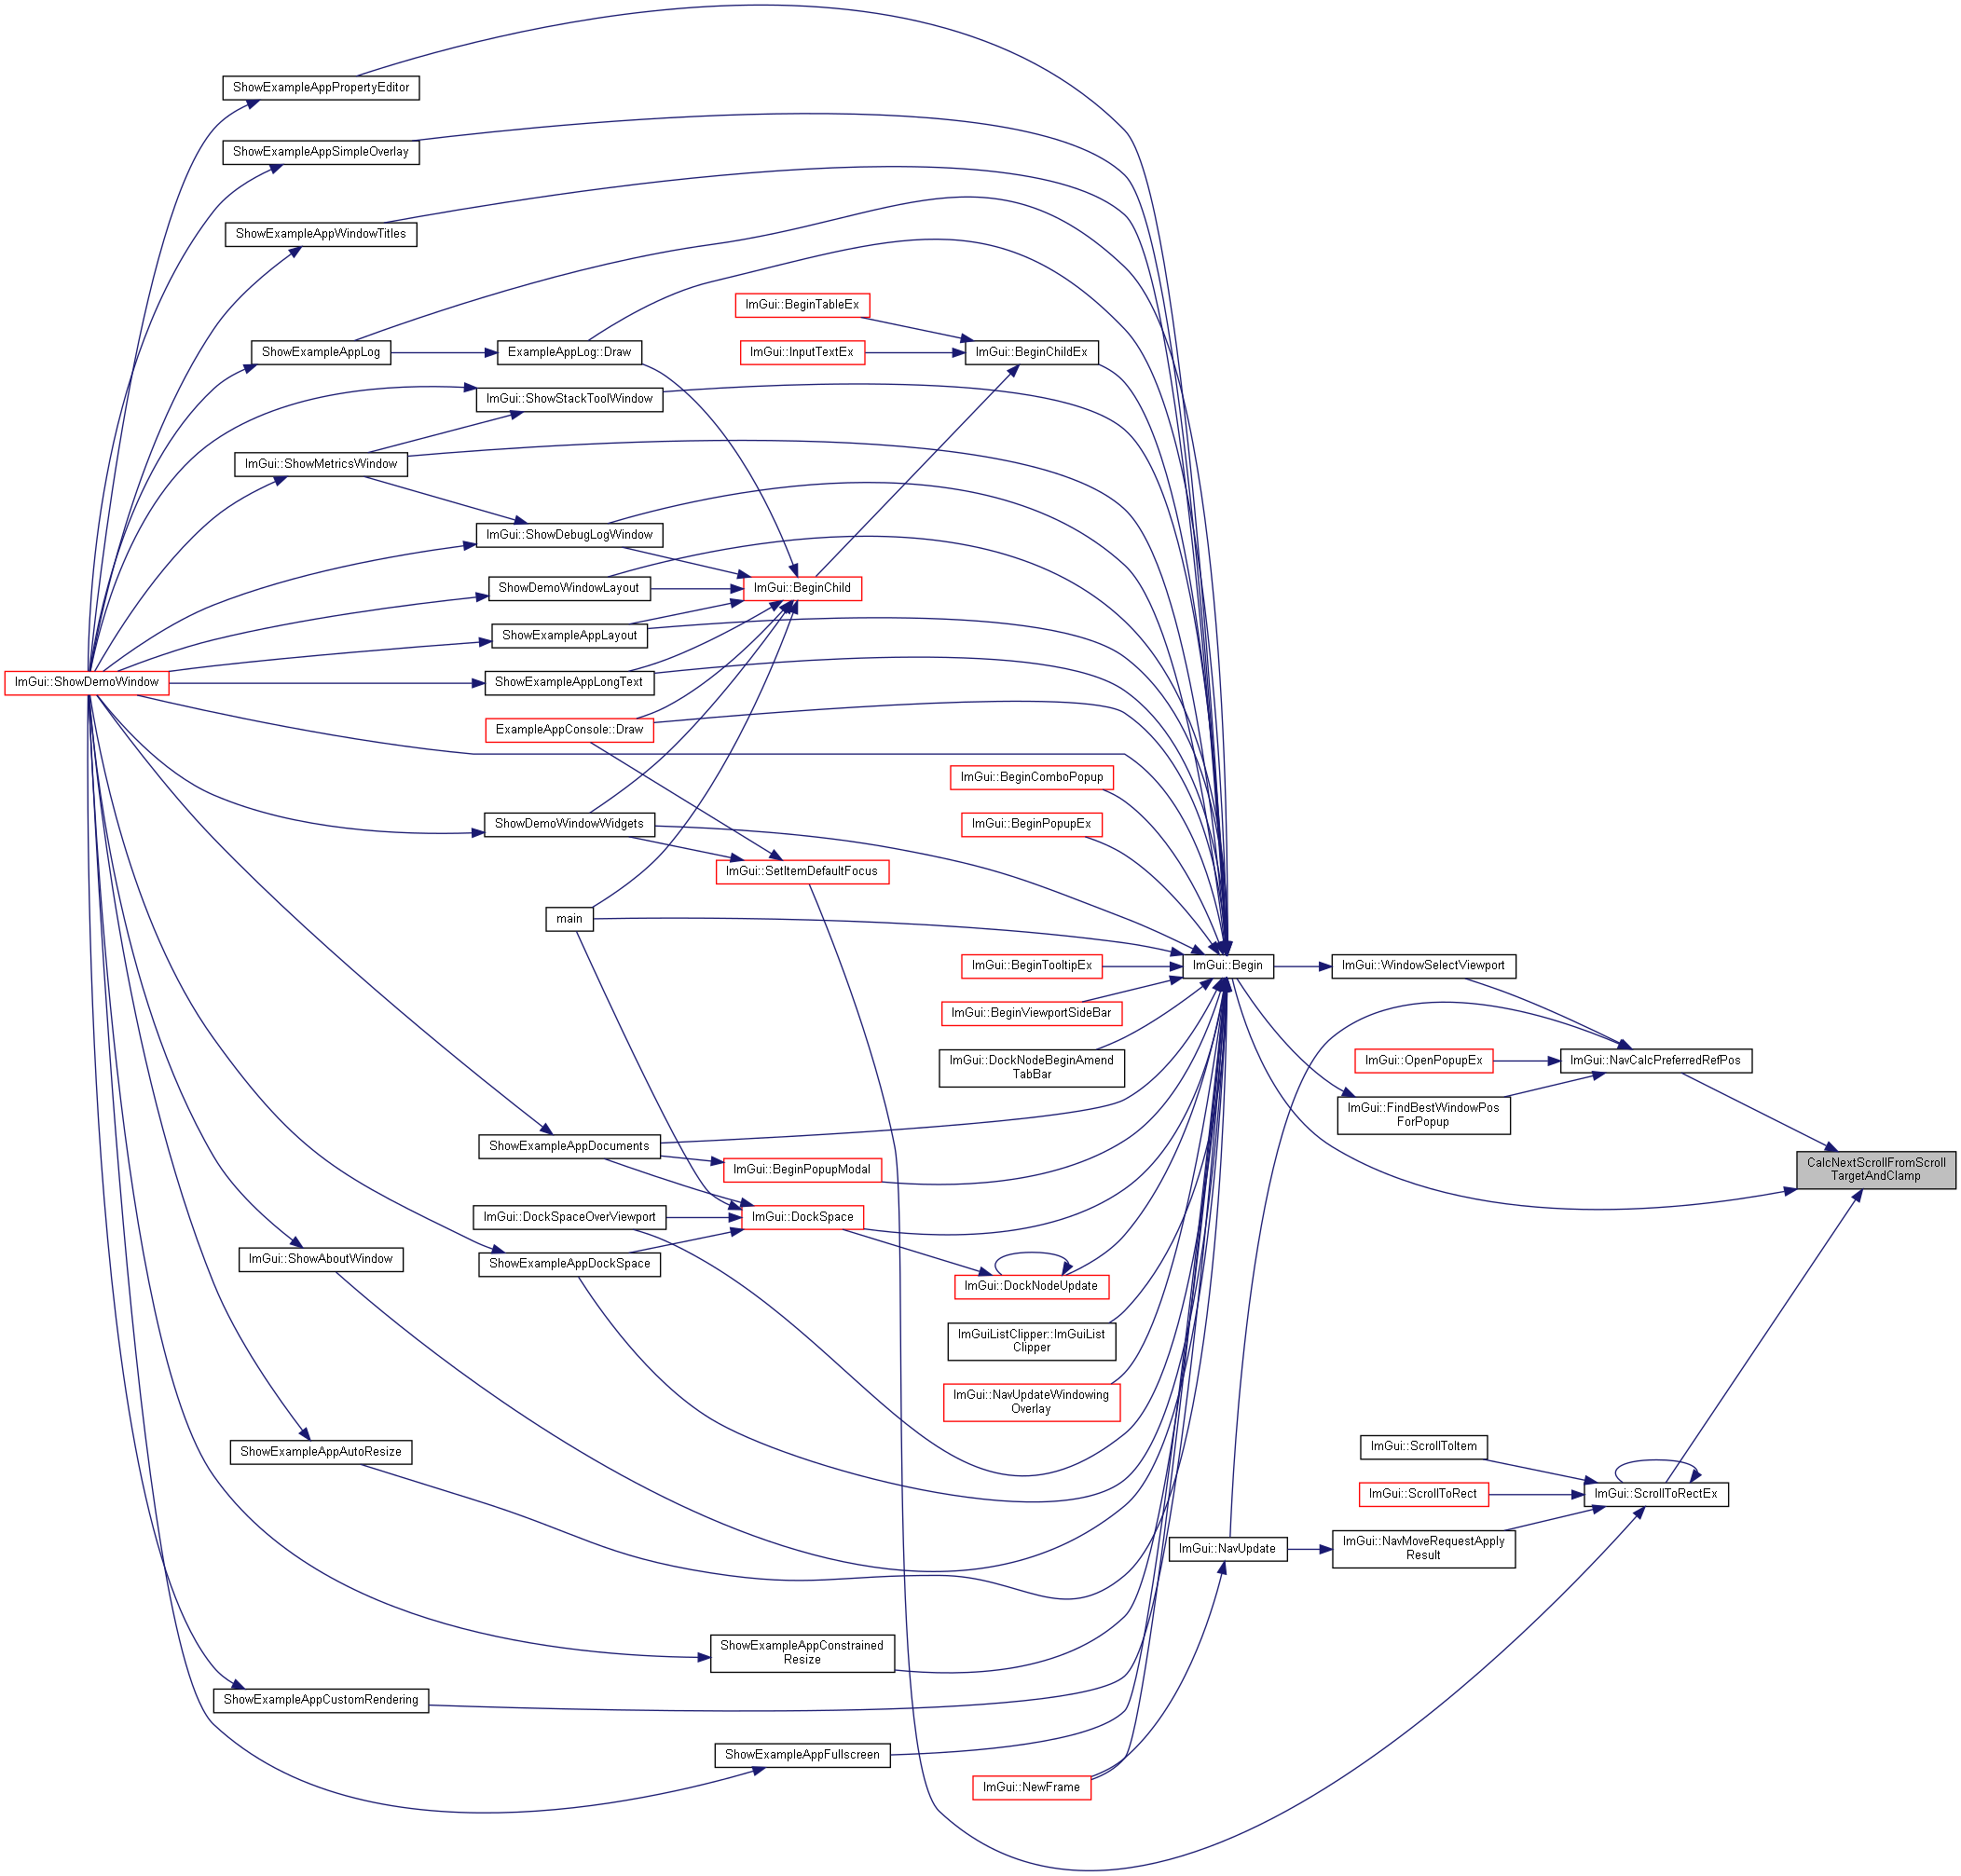 ShowExampleAppPropertyEditor
ShowExampleAppSimpleOverlay
ShowExampleAppWindowTitles
ImGui::BeginTableEx
ShowExampleAppLog
ExampleAppLog::Draw
ImGui::InputTextEx
ImGui::BeginChildEx
ImGui::ShowStackToolWindow
ImGui::ShowMetricsWindow
ImGui::ShowDebugLogWindow
ShowDemoWindowLayout
ImGui::BeginChild
ShowExampleAppLayout
ImGui::ShowDemoWindow
ShowExampleAppLongText
ExampleAppConsole::Draw
ImGui::BeginComboPopup
ShowDemoWindowWidgets
ImGui::BeginPopupEx
ImGui::SetItemDefaultFocus
main
ImGui::BeginTooltipEx
ImGui::Begin
ImGui::WindowSelectViewport
ImGui::BeginViewportSideBar
ImGui::DockNodeBeginAmend
TabBar
ImGui::OpenPopupEx
ImGui::NavCalcPreferredRefPos
ImGui::FindBestWindowPos
ForPopup
ShowExampleAppDocuments
ImGui::BeginPopupModal
CalcNextScrollFromScroll
TargetAndClamp
ImGui::DockSpaceOverViewport
ImGui::DockSpace
ImGui::ShowAboutWindow
ShowExampleAppDockSpace
ImGui::DockNodeUpdate
ImGuiListClipper::ImGuiList
Clipper
ImGui::NavUpdateWindowing
Overlay
ShowExampleAppAutoResize
ImGui::ScrollToItem
ImGui::ScrollToRect
ImGui::ScrollToRectEx
ImGui::NavUpdate
ImGui::NavMoveRequestApply
Result
ShowExampleAppConstrained
Resize
ShowExampleAppCustomRendering
ShowExampleAppFullscreen
ImGui::NewFrame